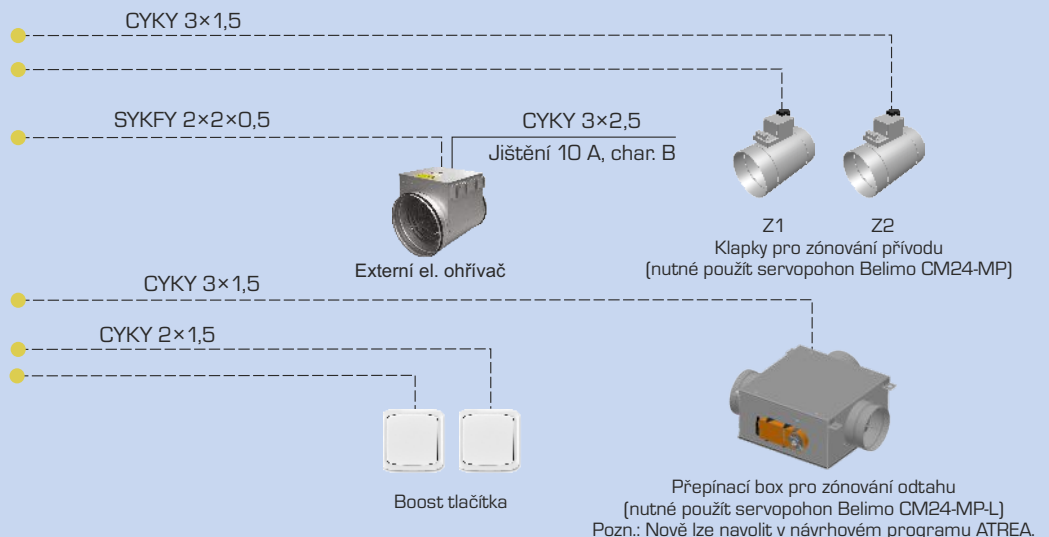 CYKY 3×1,5
SYKFY 2×2×0,5
CYKY 3×2,5
Jištění 10 A, char. B
Z1
Z2
Klapky pro zónování přívodu
(nutné použít servopohon Belimo CM24-MP)
Externí el. ohřívač
CYKY 3×1,5
CYKY 2×1,5
Boost tlačítka
Přepínací box pro zónování odtahu
(nutné použít servopohon Belimo CM24-MP-L)
Pozn.: Nově lze navolit v návrhovém programu ATREA.